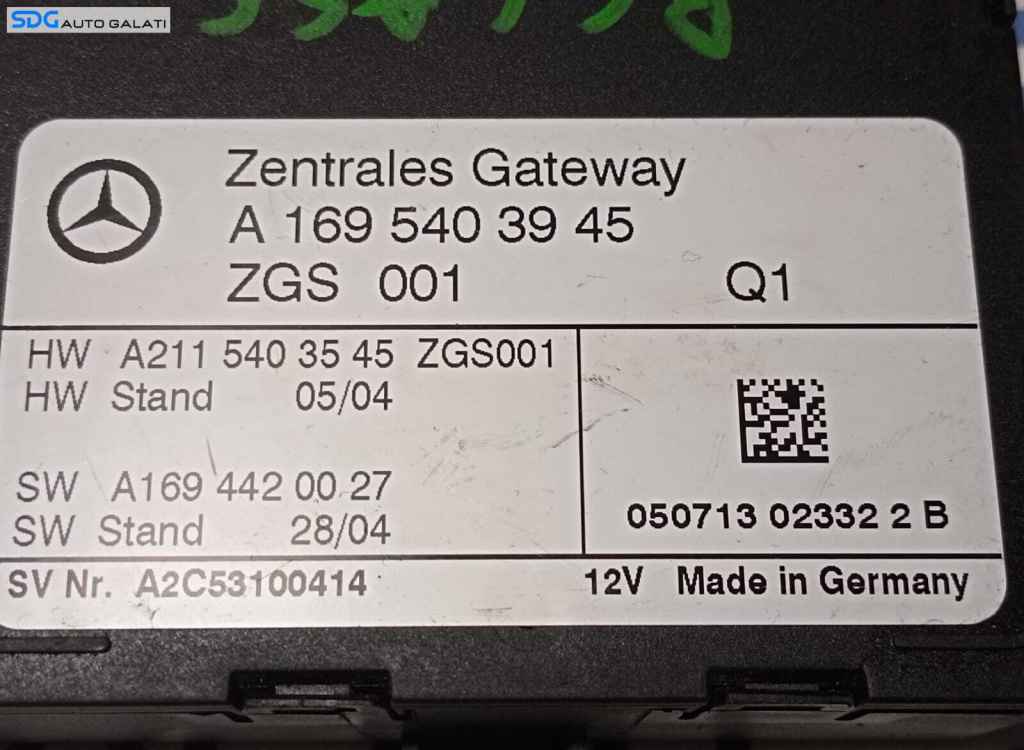 SDG AUTO GALATI
Zentrales Gateway
A 169 540 39 45
ZGS 001 Q1
HW A211 540 35 45 ZGS001
HW Stand 05/04
SW A169 442 00 27
SW Stand 28/04
050713 02332 2 B
SV Nr. A2C53100414 12V Made in Germany